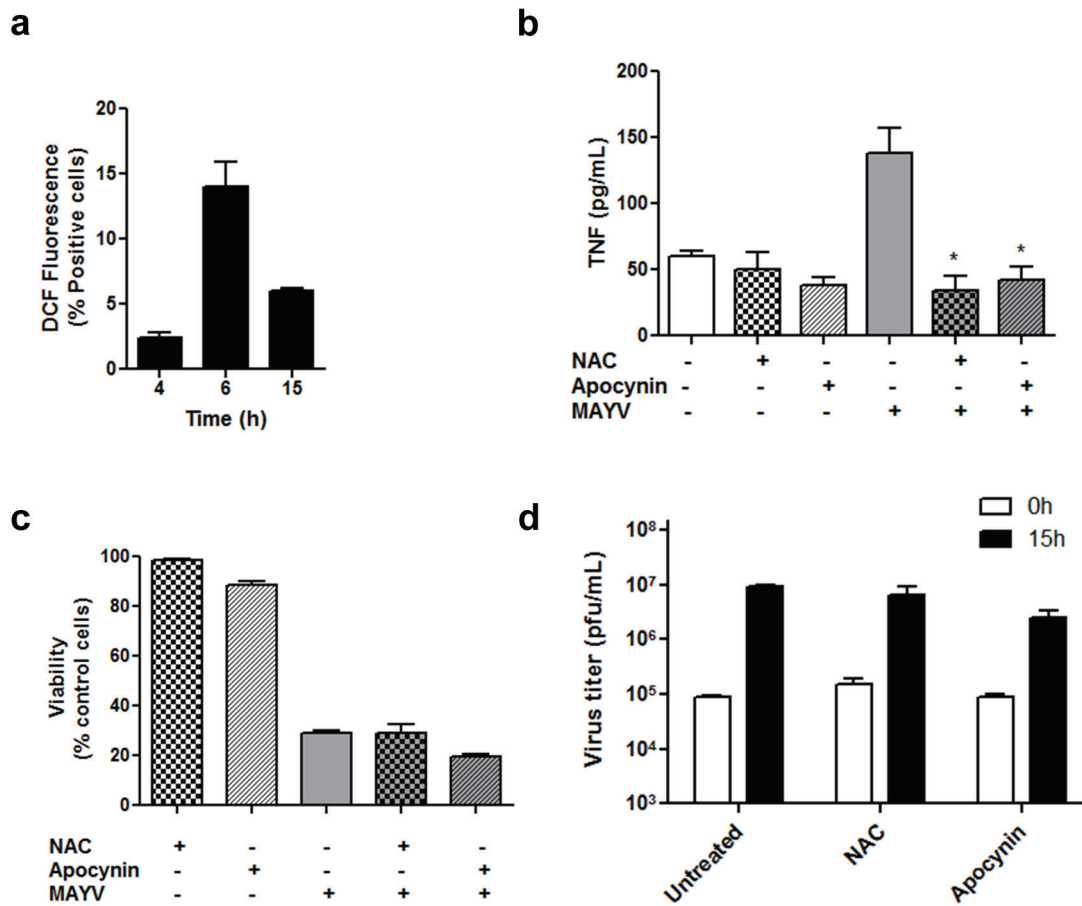 a
20
15
10
5
0
DCF Fluorescence
(% Positive cells)
4 6 15
Time (h)
b
200
150
100
50
0
TNF (pg/mL)
* *
NAC - + - - + -
Apocynin - - + - - +
MAYV - - - + + +
c
100
80
60
40
20
0
Viability
(% control cells)
NAC + - - + -
Apocynin - + - - +
MAYV - - + + +
d
0h
15h
10⁸
10⁷
10⁶
10⁵
10⁴
10³
Virus titer (pfu/mL)
Untreated
NAC
Apocynin